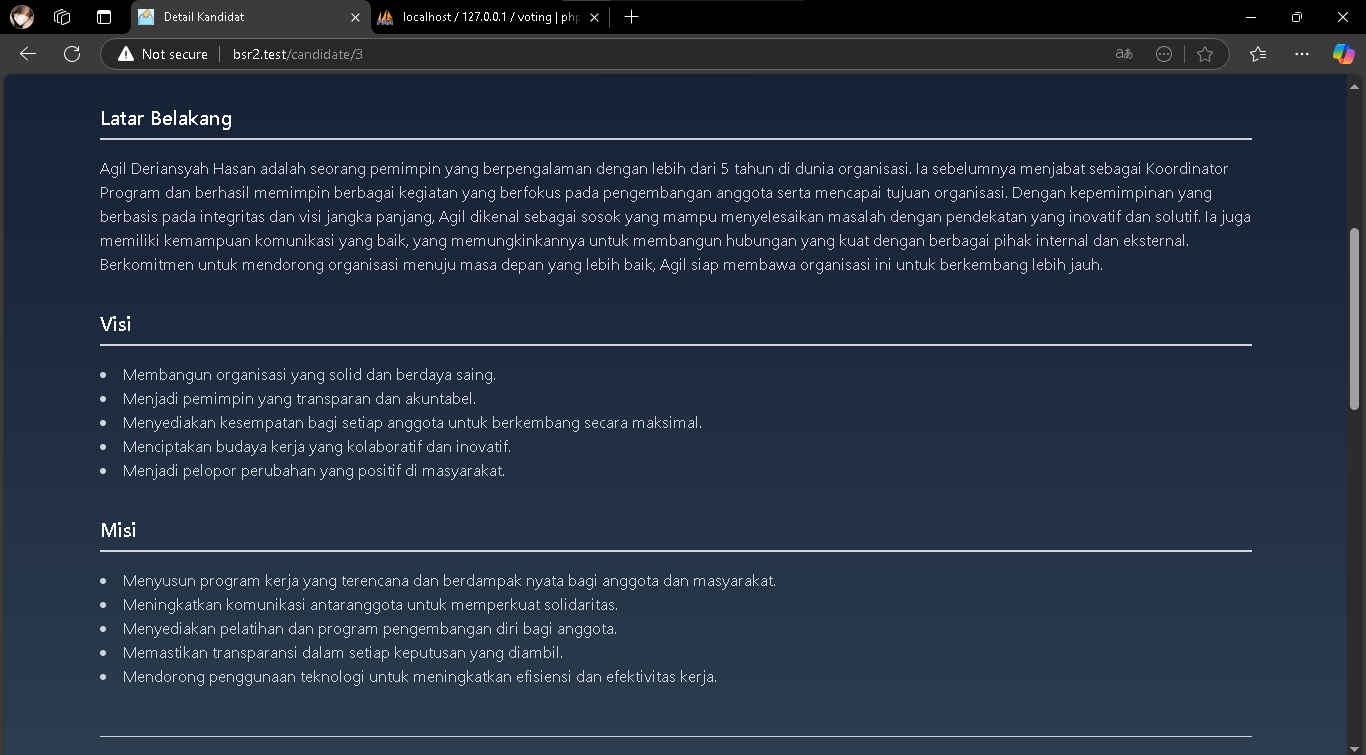 Detail Kandidat
localhost / 127.0.0.1 / voting | php
Not secure
bsr2.test/candidate/3
aあ
Latar Belakang
Agil Deriansyah Hasan adalah seorang pemimpin yang berpengalaman dengan lebih dari 5 tahun di dunia organisasi. Ia sebelumnya menjabat sebagai Koordinator
Program dan berhasil memimpin berbagai kegiatan yang berfokus pada pengembangan anggota serta mencapai tujuan organisasi. Dengan kepemimpinan yang
berbasis pada integritas dan visi jangka panjang, Agil dikenal sebagai sosok yang mampu menyelesaikan masalah dengan pendekatan yang inovatif dan solutif. Ia juga
memiliki kemampuan komunikasi yang baik, yang memungkinkannya untuk membangun hubungan yang kuat dengan berbagai pihak internal dan eksternal.
Berkomitmen untuk mendorong organisasi menuju masa depan yang lebih baik, Agil siap membawa organisasi ini untuk berkembang lebih jauh.
Visi
• Membangun organisasi yang solid dan berdaya saing.
• Menjadi pemimpin yang transparan dan akuntabel.
• Menyediakan kesempatan bagi setiap anggota untuk berkembang secara maksimal.
• Menciptakan budaya kerja yang kolaboratif dan inovatif.
• Menjadi pelopor perubahan yang positif di masyarakat.
Misi
• Menyusun program kerja yang terencana dan berdampak nyata bagi anggota dan masyarakat.
• Meningkatkan komunikasi antaranggota untuk memperkuat solidaritas.
• Menyediakan pelatihan dan program pengembangan diri bagi anggota.
• Memastikan transparansi dalam setiap keputusan yang diambil.
• Mendorong penggunaan teknologi untuk meningkatkan efisiensi dan efektivitas kerja.